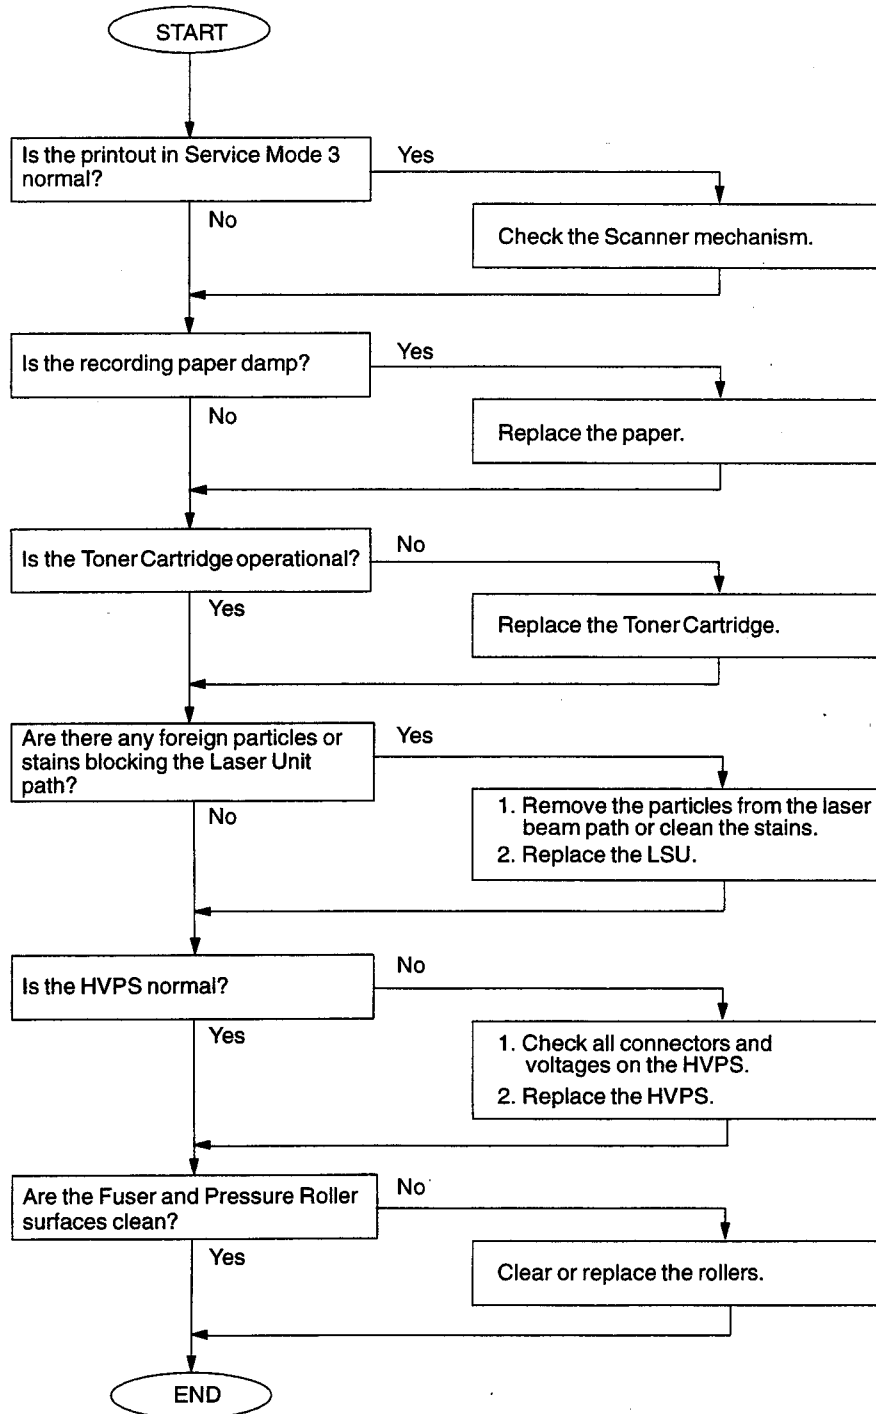 START
Is the printout in Service Mode 3
normal?
Yes
No
Check the Scanner mechanism.
Is the recording paper damp?
Yes
No
Replace the paper.
Is the Toner Cartridge operational?
No
Yes
Replace the Toner Cartridge.
Are there any foreign particles or
stains blocking the Laser Unit
path?
Yes
No
1. Remove the particles from the laser
beam path or clean the stains.
2. Replace the LSU.
Is the HVPS normal?
No
Yes
1. Check all connectors and
voltages on the HVPS.
2. Replace the HVPS.
Are the Fuser and Pressure Roller
surfaces clean?
No
Yes
Clear or replace the rollers.
END